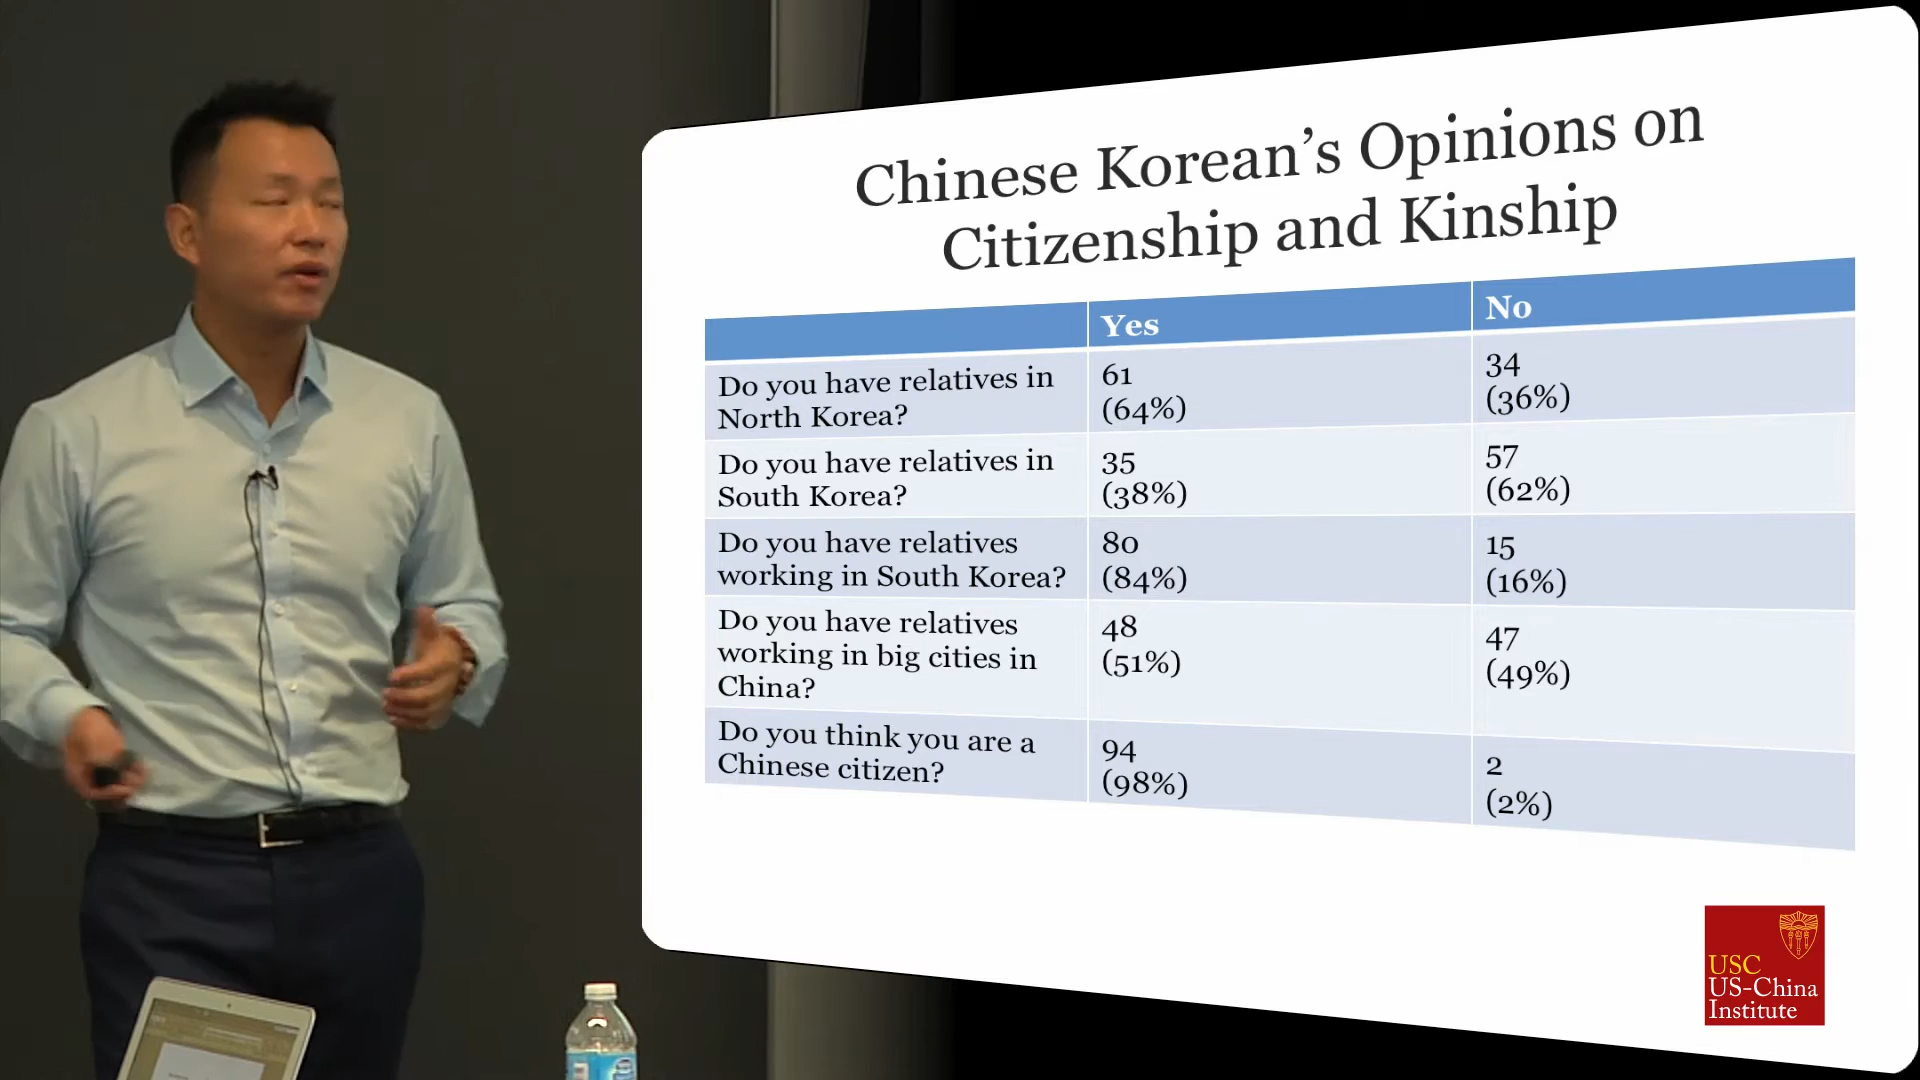 Chinese Korean’s Opinions on
Citizenship and Kinship
Yes
No
Do you have relatives in
North Korea?
61
(64%)
34
(36%)
Do you have relatives in
South Korea?
35
(38%)
57
(62%)
Do you have relatives
working in South Korea?
80
(84%)
15
(16%)
Do you have relatives
working in big cities in
China?
48
(51%)
47
(49%)
Do you think you are a
Chinese citizen?
94
(98%)
2
(2%)
USC
US-China
Institute